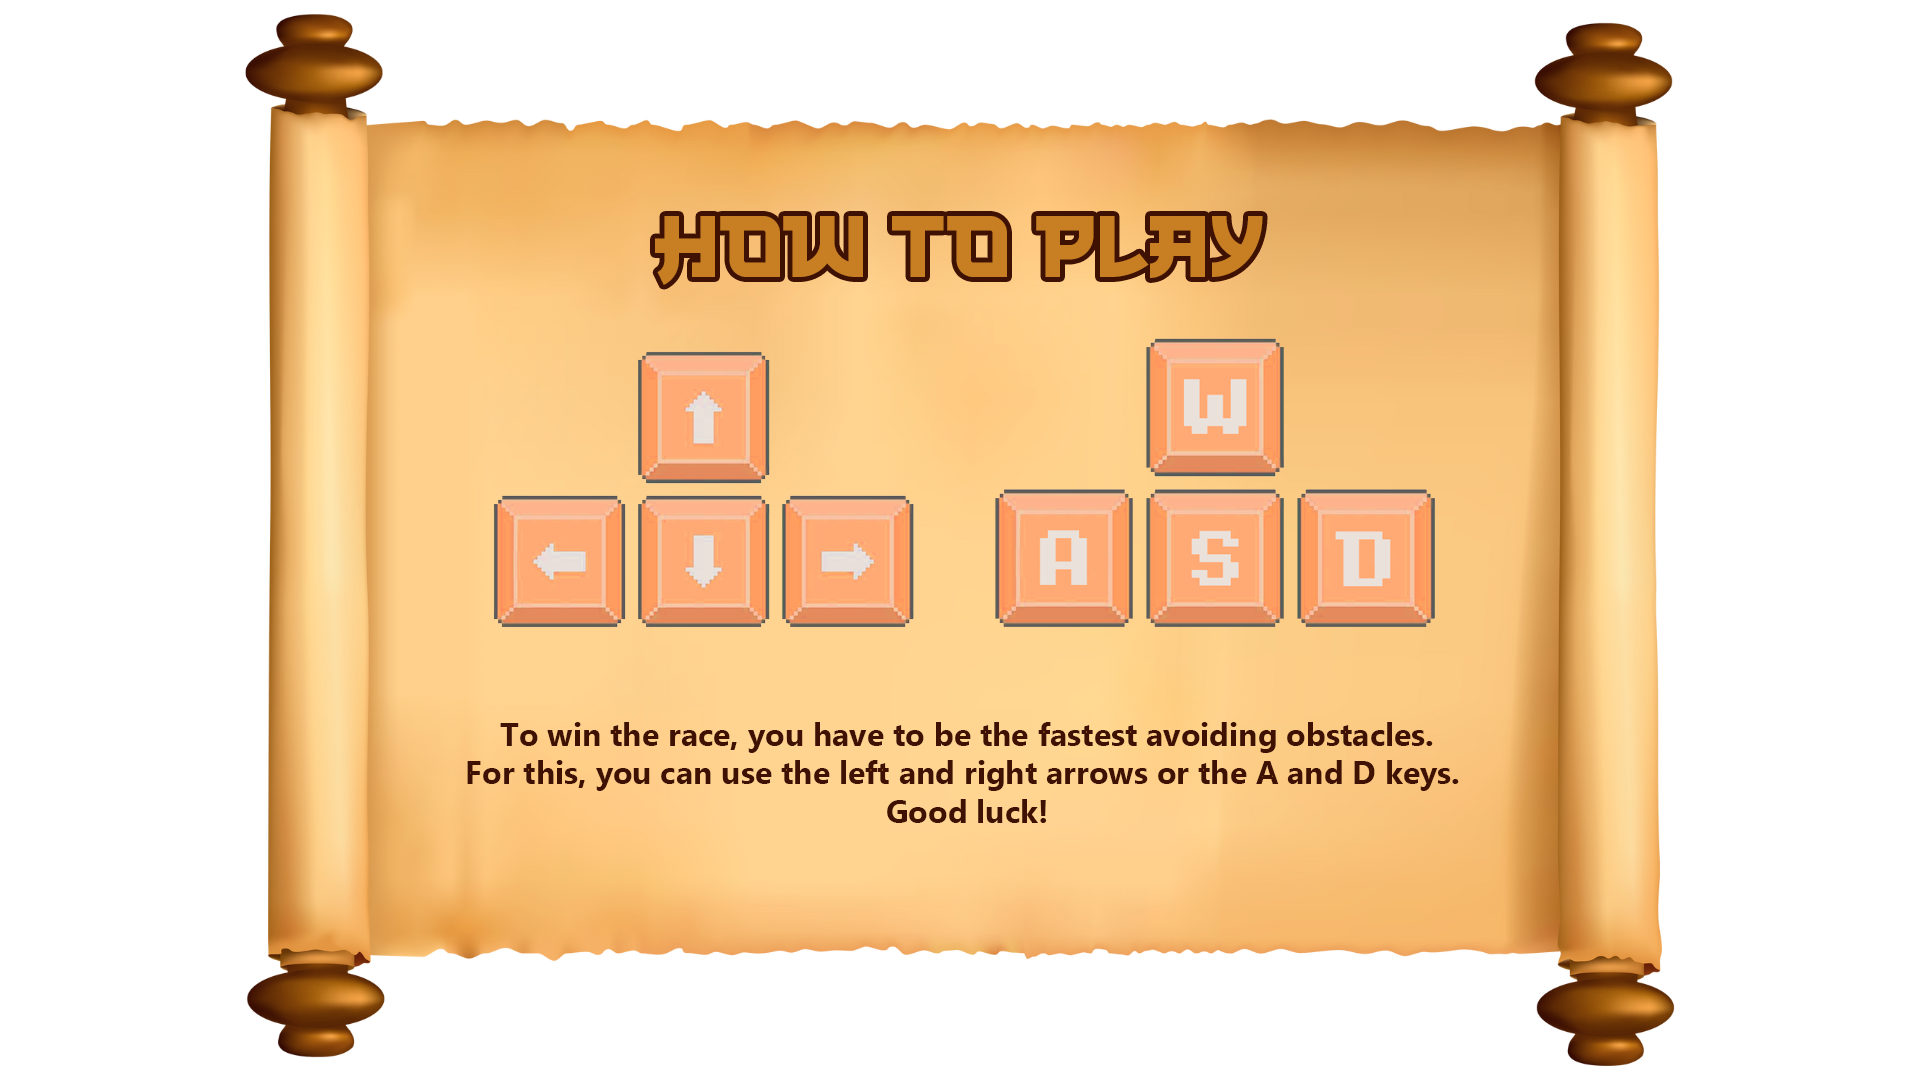 HOW TO PLAY
W
A S D
To win the race, you have to be the fastest avoiding obstacles.
For this, you can use the left and right arrows or the A and D keys.
Good luck!